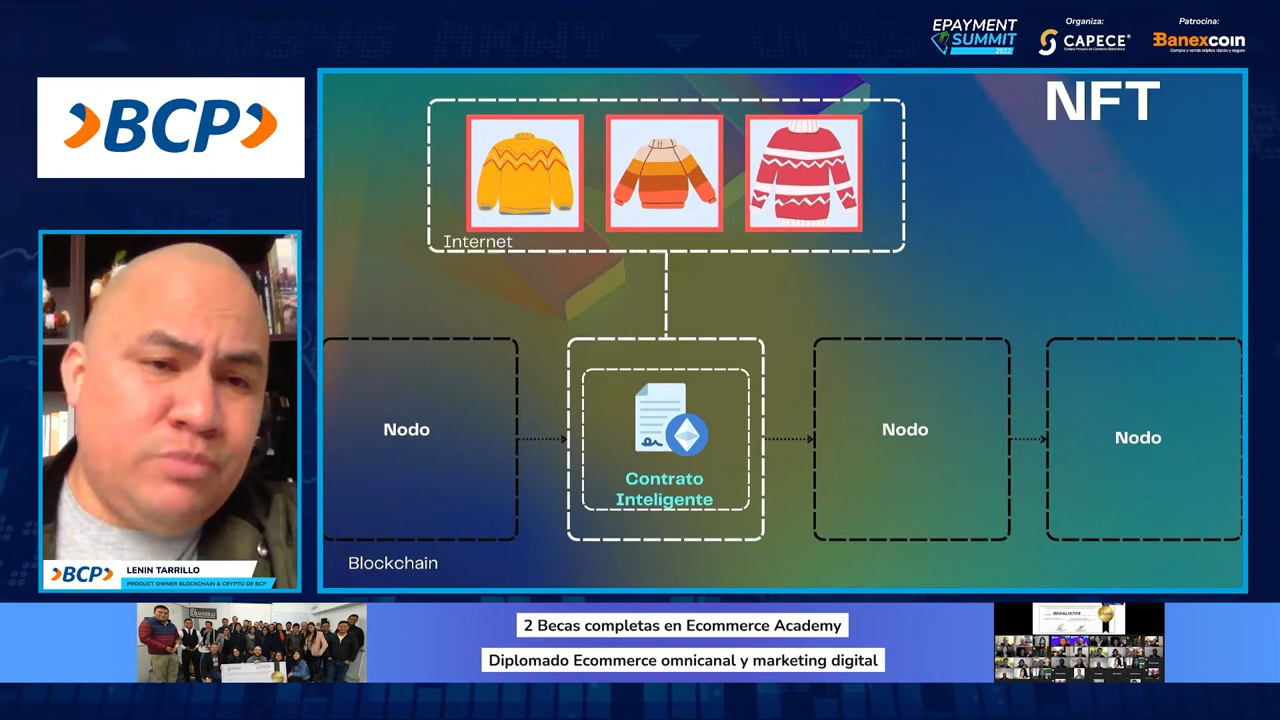 EPAYMENT
SUMMIT
2022
Organiza:
CAPECE
Patrocina:
Banexcoin
BCP
NFT
Internet
Nodo
Contrato
Inteligente
Nodo
Nodo
Blockchain
BCP
LENIN TARRILLO
PRODUCT OWNER BLOCKCHAIN & CRYPTO DE BCP
2 Becas completas en Ecommerce Academy
Diplomado Ecommerce omnicanal y marketing digital
REGALISTOS